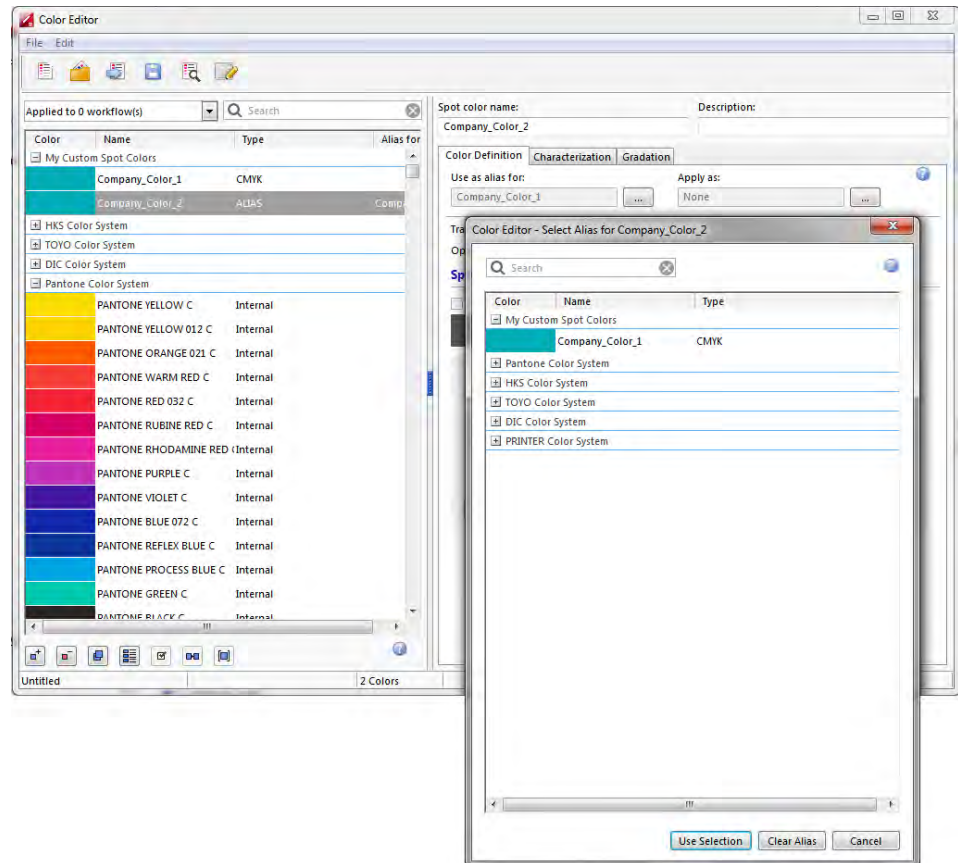 Color Editor
File Edit
Applied to 0 workflow(s) Search
Color Name Type Alias for
My Custom Spot Colors
Company_Color_1 CMYK
Company_Color_2 ALIAS Comp
HKS Color System
TOYO Color System
DIC Color System
Pantone Color System
PANTONE YELLOW C Internal
PANTONE YELLOW 012 C Internal
PANTONE ORANGE 021 C Internal
PANTONE WARM RED C Internal
PANTONE RED 032 C Internal
PANTONE RUBINE RED C Internal
PANTONE RHODAMINE RED ( Internal
PANTONE PURPLE C Internal
PANTONE VIOLET C Internal
PANTONE BLUE 072 C Internal
PANTONE REFLEX BLUE C Internal
PANTONE PROCESS BLUE C Internal
PANTONE GREEN C Internal
PANTONE BLACK C Internal
Untitled 2 Colors
Spot color name: Description:
Company_Color_2
Color Definition Characterization Gradation
Use as alias for: Apply as:
Company_Color_1 ... None ...
Tra
Op
Sp
Color Editor - Select Alias for Company_Color_2
Search
Color Name Type
My Custom Spot Colors
Company_Color_1 CMYK
Pantone Color System
HKS Color System
TOYO Color System
DIC Color System
PRINTER Color System
Use Selection Clear Alias Cancel